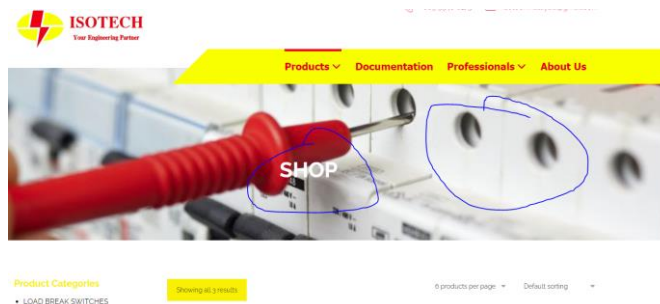 ISOTECH
Your Engineering Partner
Products Documentation Professionals About Us
SHOP
Product Categories
Showing all 3 results
6 products per page Default sorting
• LOAD BREAK SWITCHES